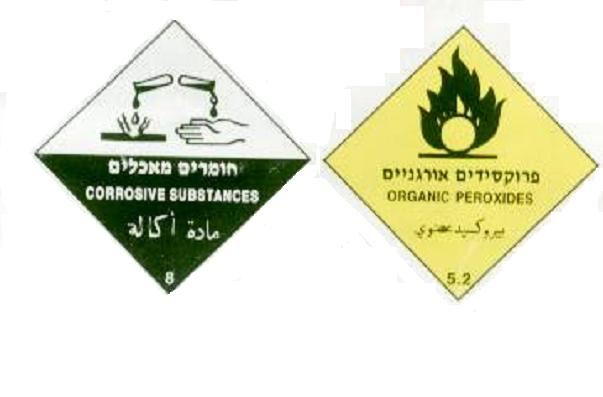 חומרים מאכלים
CORROSIVE SUBSTANCES
مادة أكالة
8
פרוקסידים אורגניים
ORGANIC PEROXIDES
بيروكسيد عضوي
5.2